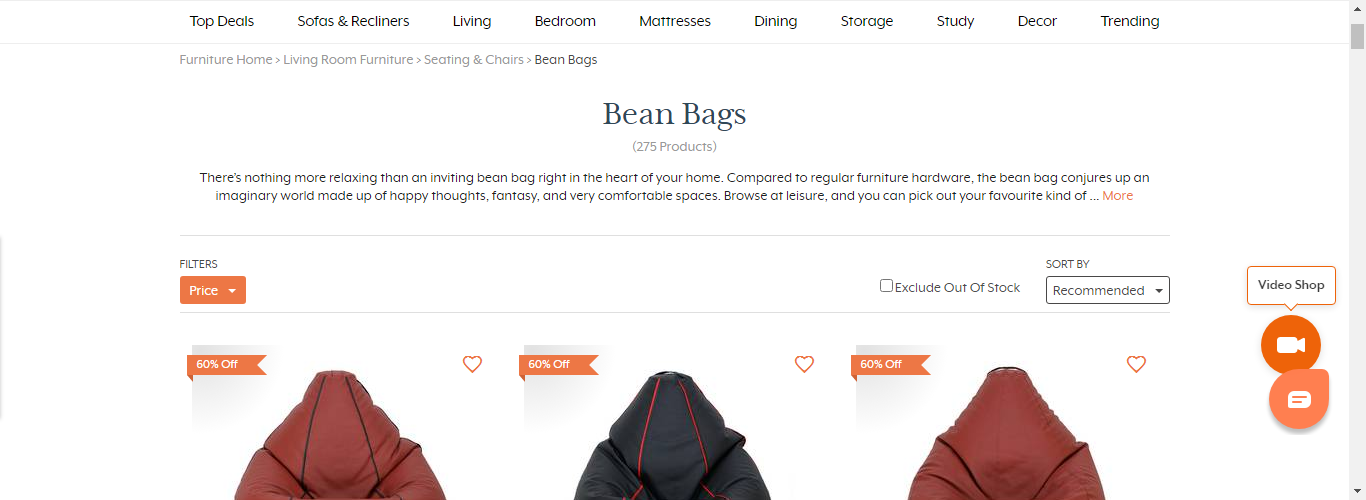 Top Deals Sofas & Recliners Living Bedroom Mattresses Dining Storage Study Decor Trending
Furniture Home > Living Room Furniture > Seating & Chairs > Bean Bags
Bean Bags
(275 Products)
There's nothing more relaxing than an inviting bean bag right in the heart of your home. Compared to regular furniture hardware, the bean bag conjures up an
imaginary world made up of happy thoughts, fantasy, and very comfortable spaces. Browse at leisure, and you can pick out your favourite kind of ... More
FILTERS
Price
Exclude Out Of Stock
SORT BY
Recommended
Video Shop
60% Off
60% Off
60% Off